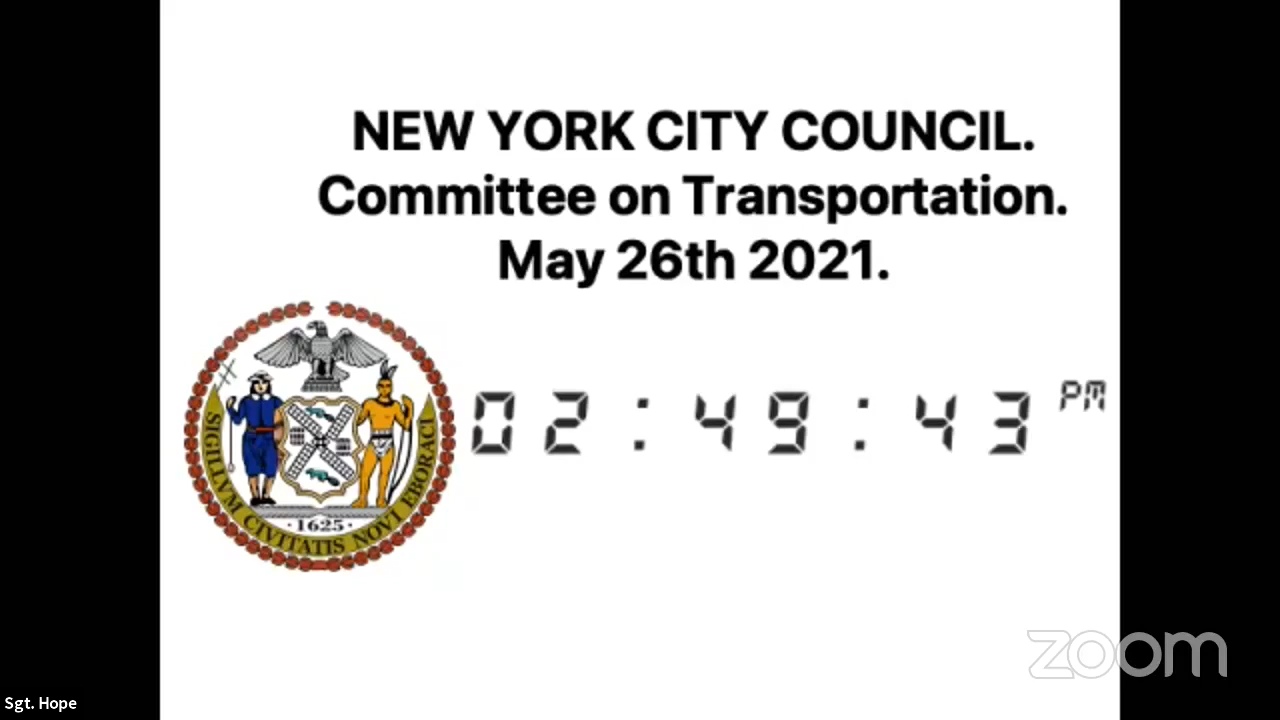 NEW YORK CITY COUNCIL.
Committee on Transportation.
May 26th 2021.
02:49:43 PM
SIGILLVM CIVITATIS NOVI EBORACI
·1625·
zoom
Sgt. Hope